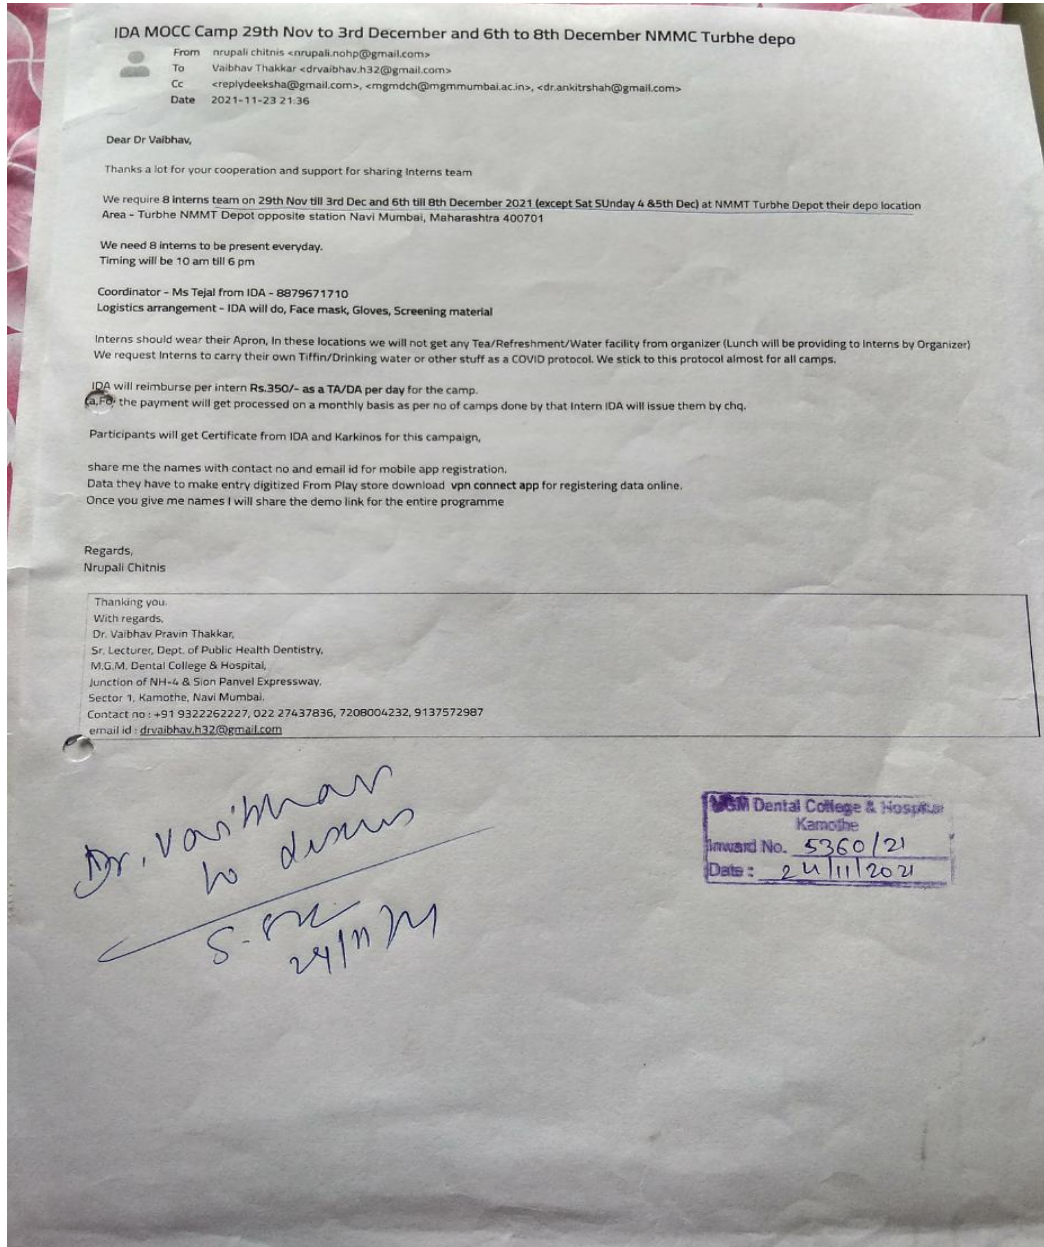 IDA MOCC Camp 29th Nov to 3rd December and 6th to 8th December NMMC Turbhe depo
From nrupali chitnis <nrupali.nohp@gmail.com>
To Vaibhav Thakkar <drvaibhav.h32@gmail.com>
Cc <replydeeksha@gmail.com>, <mgmdch@mgmmumbai.ac.in>, <dr.ankitrshah@gmail.com>
Date 2021-11-23 21:36
Dear Dr Vaibhav,
Thanks a lot for your cooperation and support for sharing Interns team
We require 8 interns team on 29th Nov till 3rd Dec and 6th till 8th December 2021 (except Sat SUnday 4 &5th Dec) at NMMT Turbhe Depot their depo location
Area - Turbhe NMMT Depot opposite station Navi Mumbai, Maharashtra 400701
We need 8 interns to be present everyday.
Timing will be 10 am till 6 pm
Coordinator - Ms Tejal from IDA - 8879671710
Logistics arrangement - IDA will do, Face mask, Gloves, Screening material
Interns should wear their Apron, In these locations we will not get any Tea/Refreshment/Water facility from organizer (Lunch will be providing to Interns by Organizer)
We request Interns to carry their own Tiffin/Drinking water or other stuff as a COVID protocol. We stick to this protocol almost for all camps.
IDA will reimburse per intern Rs.350/- as a TA/DA per day for the camp.
the payment will get processed on a monthly basis as per no of camps done by that Intern IDA will issue them by chq.
Participants will get Certificate from IDA and Karkinos for this campaign,
share me the names with contact no and email id for mobile app registration.
Data they have to make entry digitized From Play store download vpn connect app for registering data online.
Once you give me names I will share the demo link for the entire programme
Regards,
Nrupali Chitnis
Thanking you.
With regards,
Dr. Vaibhav Pravin Thakkar,
Sr. Lecturer, Dept. of Public Health Dentistry,
M.G.M. Dental College & Hospital,
Junction of NH-4 & Sion Panvel Expressway,
Sector 1, Kamothe, Navi Mumbai.
Contact no : +91 9322262227, 022 27437836, 7208004232, 9137572987
email id : drvaibhav.h32@gmail.com
Dr. Vaibhav
to discuss
24/11/21
MGM Dental College & Hospital
Kamothe
Inward No. 5360/21
Date : 24/11/2021